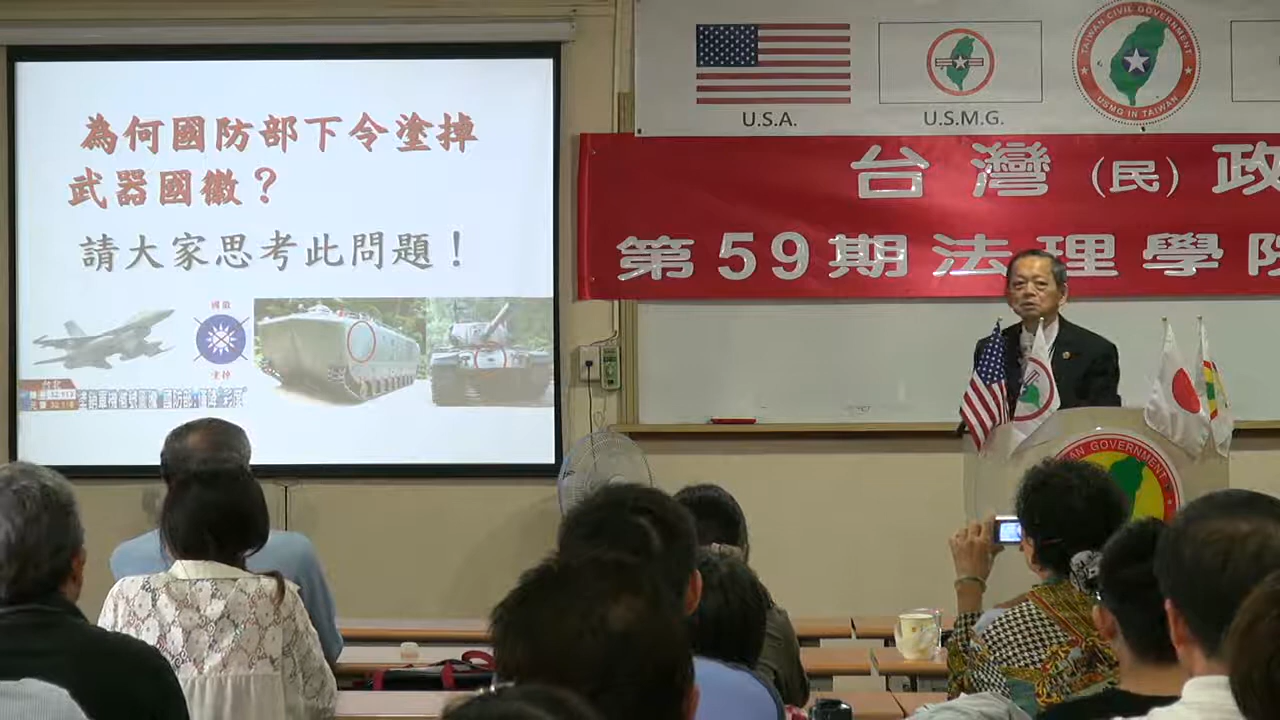 為何國防部下令塗掉
武器國徽？
請大家思考此問題！
國徽
塗掉
台北
U.S.A.
U.S.M.G.
TAIWAN CIVIL GOVERNMENT
USMG IN TAIWAN
台灣（民）政
第59期法理學院